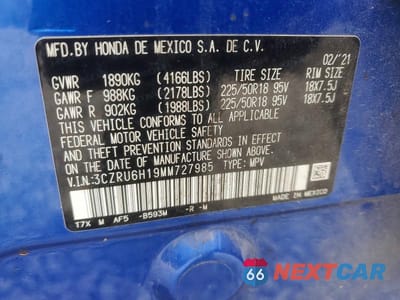 MFD.BY HONDA DE MEXICO S.A. DE C.V.
02/'21
GVWR 1890KG (4166LBS) TIRE SIZE RIM SIZE
GAWR F 988KG (2178LBS) 225/50R18 95V 18X7.5J
GAWR R 902KG (1988LBS) 225/50R18 95V 18X7.5J
THIS VEHICLE CONFORMS TO ALL APPLICABLE FEDERAL MOTOR VEHICLE SAFETY, BUMPER, AND THEFT PREVENTION STANDARDS IN EFFECT ON THE DATE OF MANUFACTURE SHOWN ABOVE.
V.I.N.:3CZRU6H19MM727985 TYPE: MPV
T7X M AF5 -B593M -R -M
MADE IN MEXICO
66 NEXTCAR